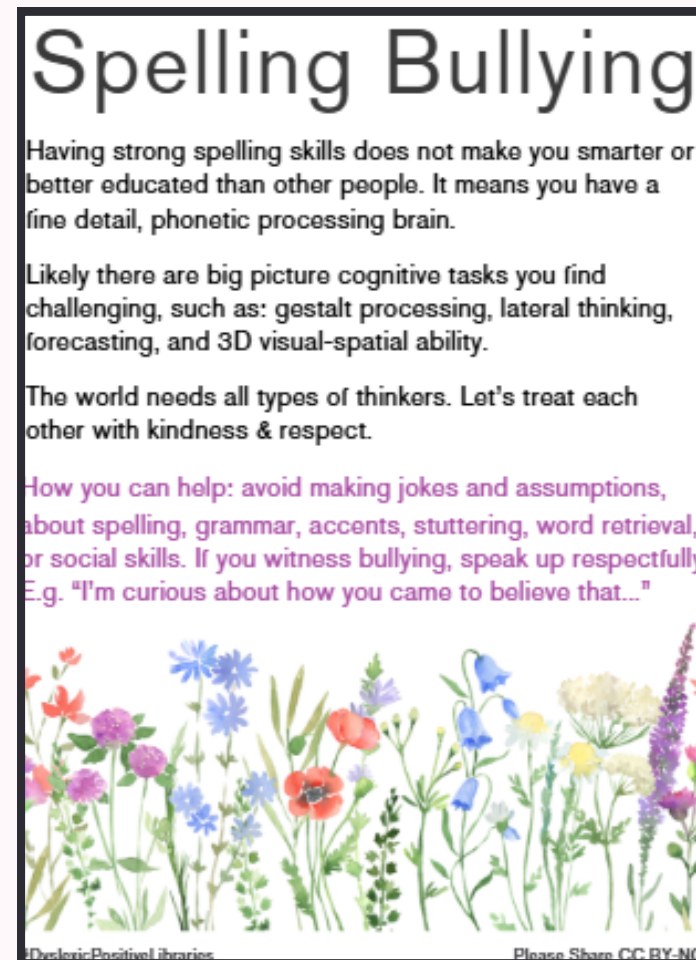 Spelling Bullying
Having strong spelling skills does not make you smarter or
better educated than other people. It means you have a
fine detail, phonetic processing brain.
Likely there are big picture cognitive tasks you find
challenging, such as: gestalt processing, lateral thinking,
forecasting, and 3D visual-spatial ability.
The world needs all types of thinkers. Let's treat each
other with kindness & respect.
How you can help: avoid making jokes and assumptions,
about spelling, grammar, accents, stuttering, word retrieval,
or social skills. If you witness bullying, speak up respectfully
E.g. “I'm curious about how you came to believe that...”
#DyslexicPositiveLibraries
Please Share CC BY-NC